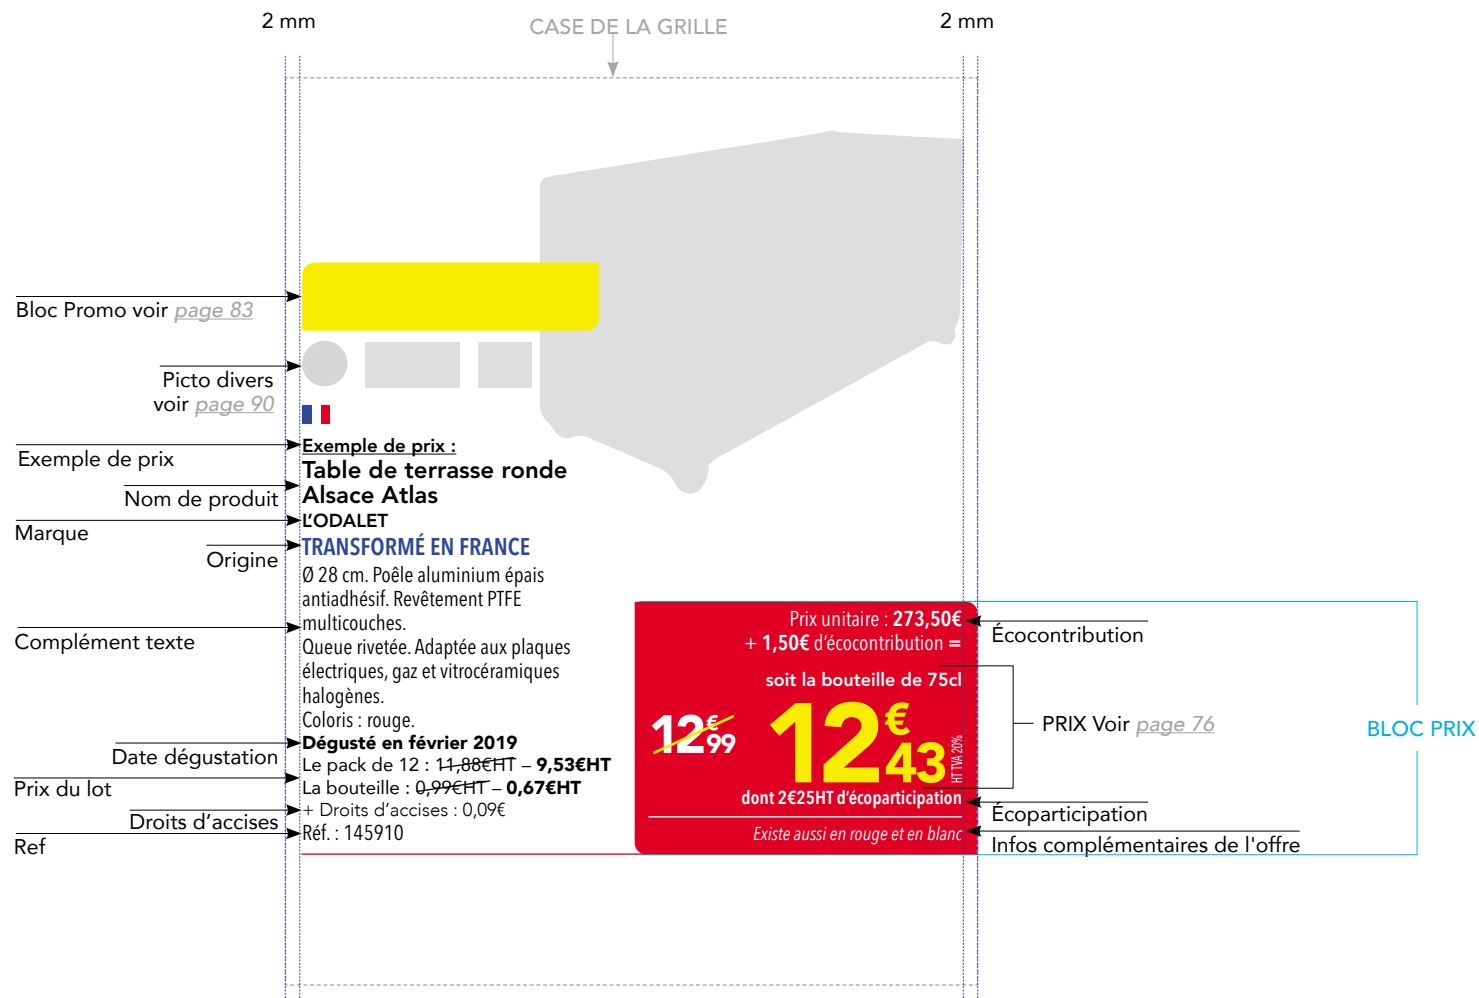 2 mm
CASE DE LA GRILLE
2 mm
Bloc Promo voir page 83
Picto divers
voir page 90
Exemple de prix
Nom de produit
Marque
Origine
Complément texte
Date dégustation
Prix du lot
Droits d’accises
Ref
Exemple de prix :
Table de terrasse ronde
Alsace Atlas
L’ODALET
TRANSFORMÉ EN FRANCE
Ø 28 cm. Poêle aluminium épais
antiadhésif. Revêtement PTFE
multicouches.
Queue rivetée. Adaptée aux plaques
électriques, gaz et vitrocéramiques
halogènes.
Coloris : rouge.
Dégusté en février 2019
Le pack de 12 : 11,88€HT – 9,53€HT
La bouteille : 0,99€HT – 0,67€HT
+ Droits d’accises : 0,09€
Réf. : 145910
Prix unitaire : 273,50€
+ 1,50€ d’écocontribution =
soit la bouteille de 75cl
12€99
12€43
HT TVA 20%
dont 2€25HT d’écoparticipation
Existe aussi en rouge et en blanc
Écocontribution
PRIX Voir page 76
Écoparticipation
Infos complémentaires de l'offre
BLOC PRIX